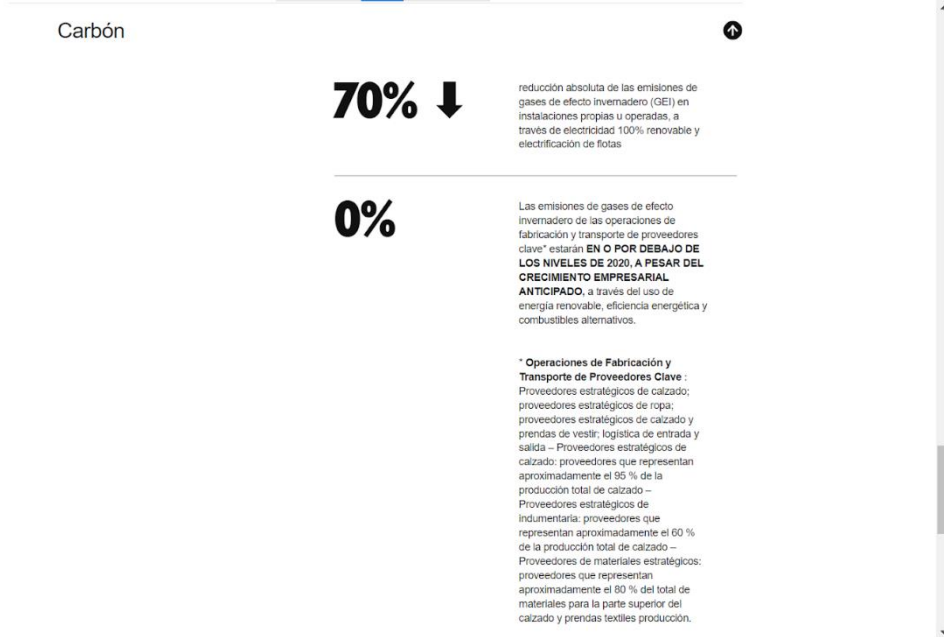 Carbón
70%
reducción absoluta de las emisiones de
gases de efecto invernadero (GEI) en
instalaciones propias u operadas, a
través de electricidad 100% renovable y
electrificación de flotas
0%
Las emisiones de gases de efecto
invernadero de las operaciones de
fabricación y transporte de proveedores
clave* estarán EN O POR DEBAJO DE
LOS NIVELES DE 2020, A PESAR DEL
CRECIMIENTO EMPRESARIAL
ANTICIPADO, a través del uso de
energía renovable, eficiencia energética y
combustibles alternativos.
* Operaciones de Fabricación y
Transporte de Proveedores Clave :
Proveedores estratégicos de calzado;
proveedores estratégicos de ropa;
proveedores estratégicos de calzado y
prendas de vestir; logística de entrada y
salida – Proveedores estratégicos de
calzado: proveedores que representan
aproximadamente el 95 % de la
producción total de calzado –
Proveedores estratégicos de
indumentaria: proveedores que
representan aproximadamente el 60 %
de la producción total de calzado –
Proveedores de materiales estratégicos:
proveedores que representan
aproximadamente el 80 % del total de
materiales para la parte superior del
calzado y prendas textiles producción.